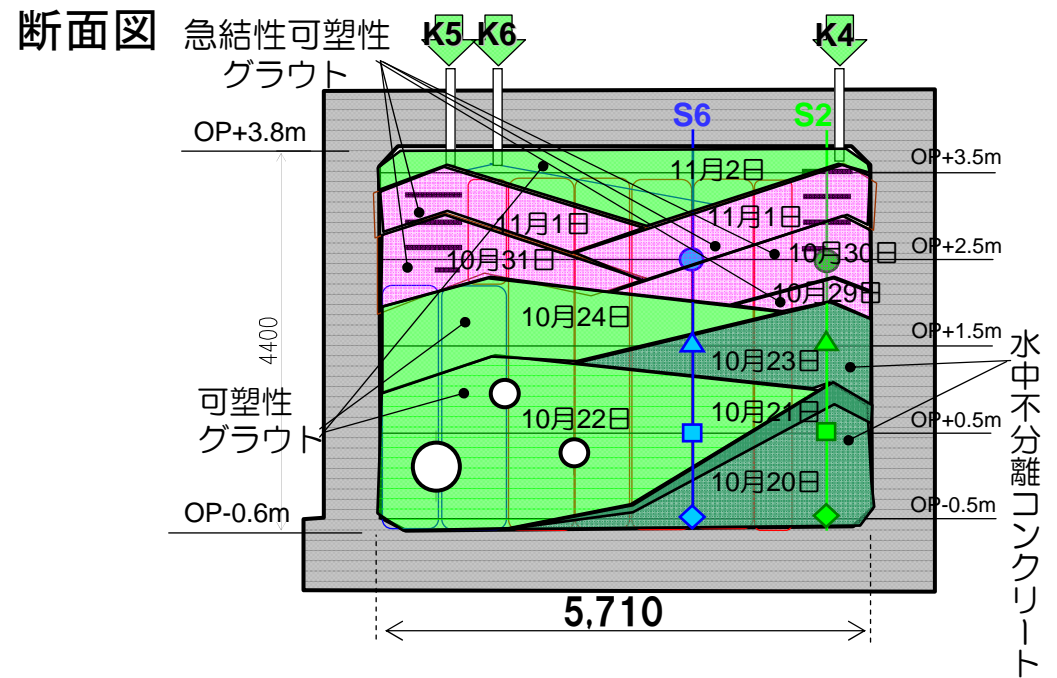 断面図
急結性可塑性
グラウト
K5
K6
K4
S6
S2
OP+3.8m
OP+3.5m
11月2日
11月1日
11月1日
10月31日
10月30日
OP+2.5m
10月29日
10月24日
OP+1.5m
10月23日
4400
可塑性
グラウト
10月22日
10月21日
OP+0.5m
10月20日
OP-0.6m
OP-0.5m
水中不分離コンクリート
5,710